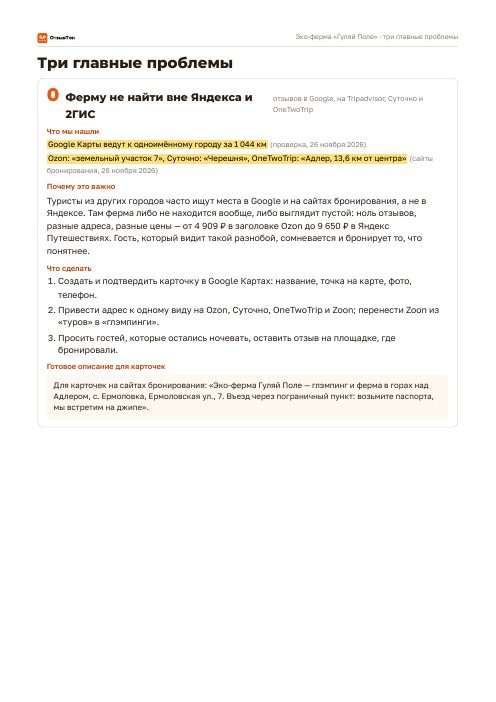 ОтзывТоп
Эко-ферма «Гуляй Поле» · три главные проблемы
Три главные проблемы
0 Ферму не найти вне Яндекса и
2ГИС
отзывов в Google, на Tripadvisor, Суточно и
OneTwoTrip
Что мы нашли
Google Карты ведут к одноимённому городу за 1 044 км (проверка, 26 ноября 2026)
Ozon: «земельный участок 7», Суточно: «Черешня», OneTwoTrip: «Адлер, 13,6 км от центра» (сайты
бронирования, 26 ноября 2026)
Почему это важно
Туристы из других городов часто ищут места в Google и на сайтах бронирования, а не в
Яндексе. Там ферма либо не находится вообще, либо выглядит пустой: ноль отзывов,
разные адреса, разные цены — от 4 909 ₽ в заголовке Ozon до 9 650 ₽ в Яндекс
Путешествиях. Гость, который видит такой разнобой, сомневается и бронирует то, что
понятнее.
Что сделать
1. Создать и подтвердить карточку в Google Картах: название, точка на карте, фото,
телефон.
2. Привести адрес к одному виду на Ozon, Суточно, OneTwoTrip и Zoon; перенести Zoon из
«туров» в «глэмпинги».
3. Просить гостей, которые остались ночевать, оставить отзыв на площадке, где
бронировали.
Готовое описание для карточек
Для карточек на сайтах бронирования: «Эко-ферма Гуляй Поле — глэмпинг и ферма в горах над
Адлером, с. Ермоловка, Ермоловская ул., 7. Въезд через пограничный пункт: возьмите паспорта,
мы встретим на джипе».